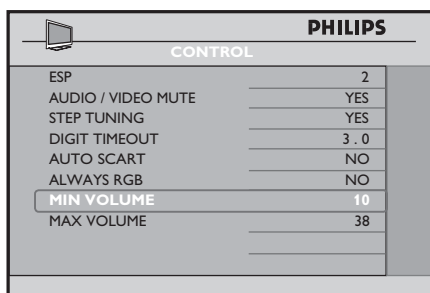 PHILIPS
CONTROL
ESP 2
AUDIO / VIDEO MUTE YES
STEP TUNING YES
DIGIT TIMEOUT 3 . 0
AUTO SCART NO
ALWAYS RGB NO
MIN VOLUME 10
MAX VOLUME 38